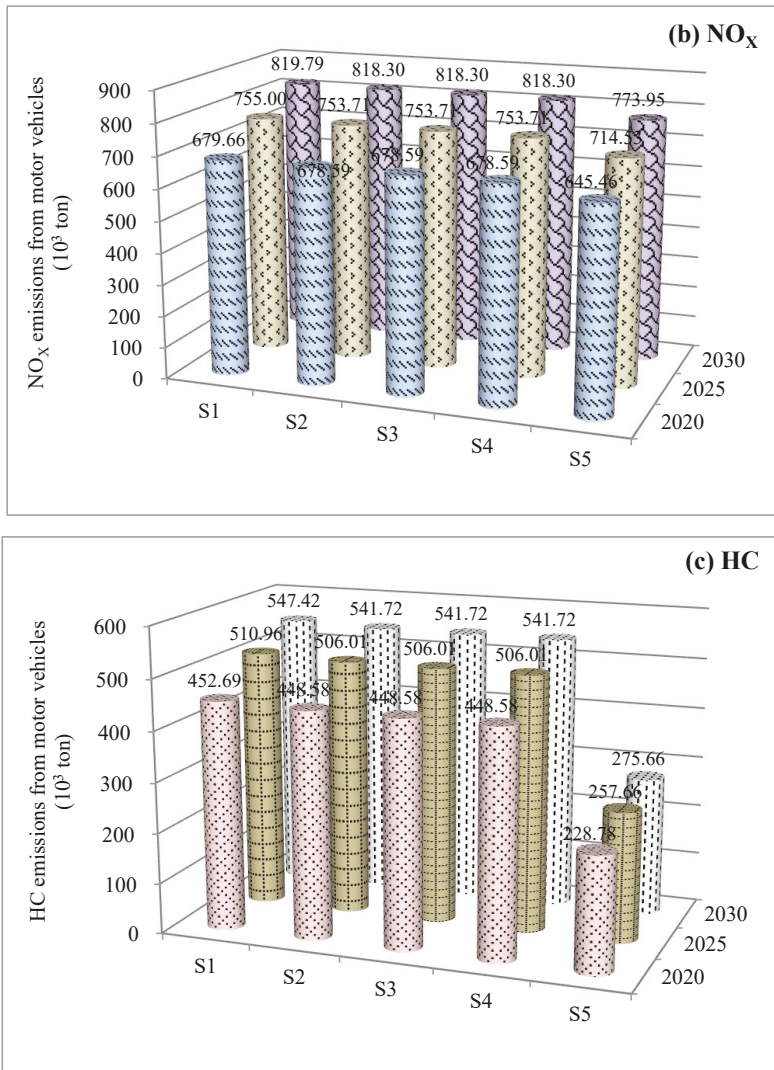 (b) NOX
900
800
700
600
500
400
300
200
100
0
NOX emissions from motor vehicles
(10³ ton)
819.79 818.30 818.30 818.30 773.95
755.00 753.71 753.71 753.71 714.53
679.66 678.59 678.59 678.59 645.46
S1 S2 S3 S4 S5
2030
2025
2020
(c) HC
600
500
400
300
200
100
0
HC emissions from motor vehicles
(10³ ton)
547.42 541.72 541.72 541.72 275.66
510.96 506.01 506.01 506.01 257.66
452.69 448.58 448.58 448.58 228.78
S1 S2 S3 S4 S5
2030
2025
2020